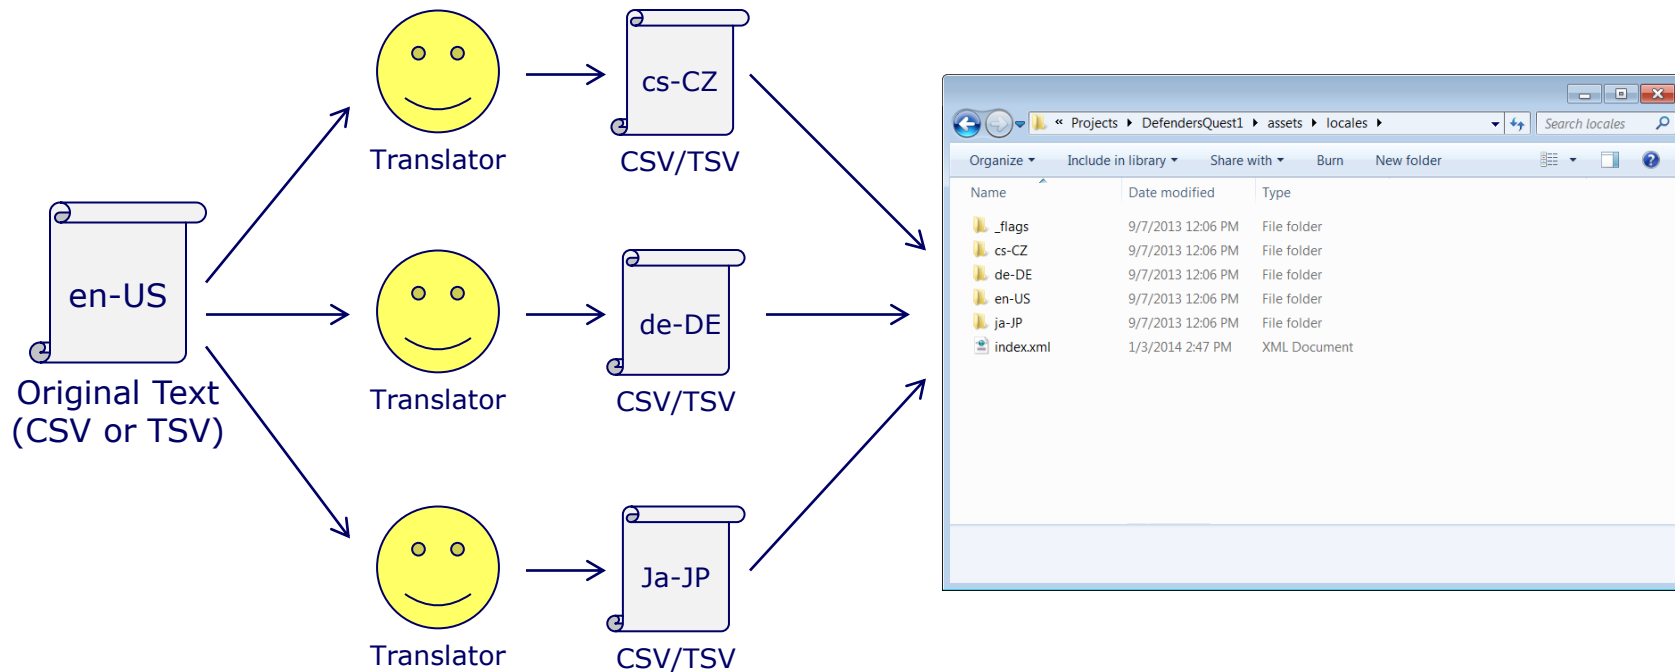 en-US
Original Text
(CSV or TSV)
Translator
cs-CZ
CSV/TSV
Translator
de-DE
CSV/TSV
Translator
Ja-JP
CSV/TSV
« Projects DefendersQuest1 assets locales
Search locales
Organize Include in library Share with Burn New folder
Name Date modified Type
_flags 9/7/2013 12:06 PM File folder
cs-CZ 9/7/2013 12:06 PM File folder
de-DE 9/7/2013 12:06 PM File folder
en-US 9/7/2013 12:06 PM File folder
ja-JP 9/7/2013 12:06 PM File folder
index.xml 1/3/2014 2:47 PM XML Document